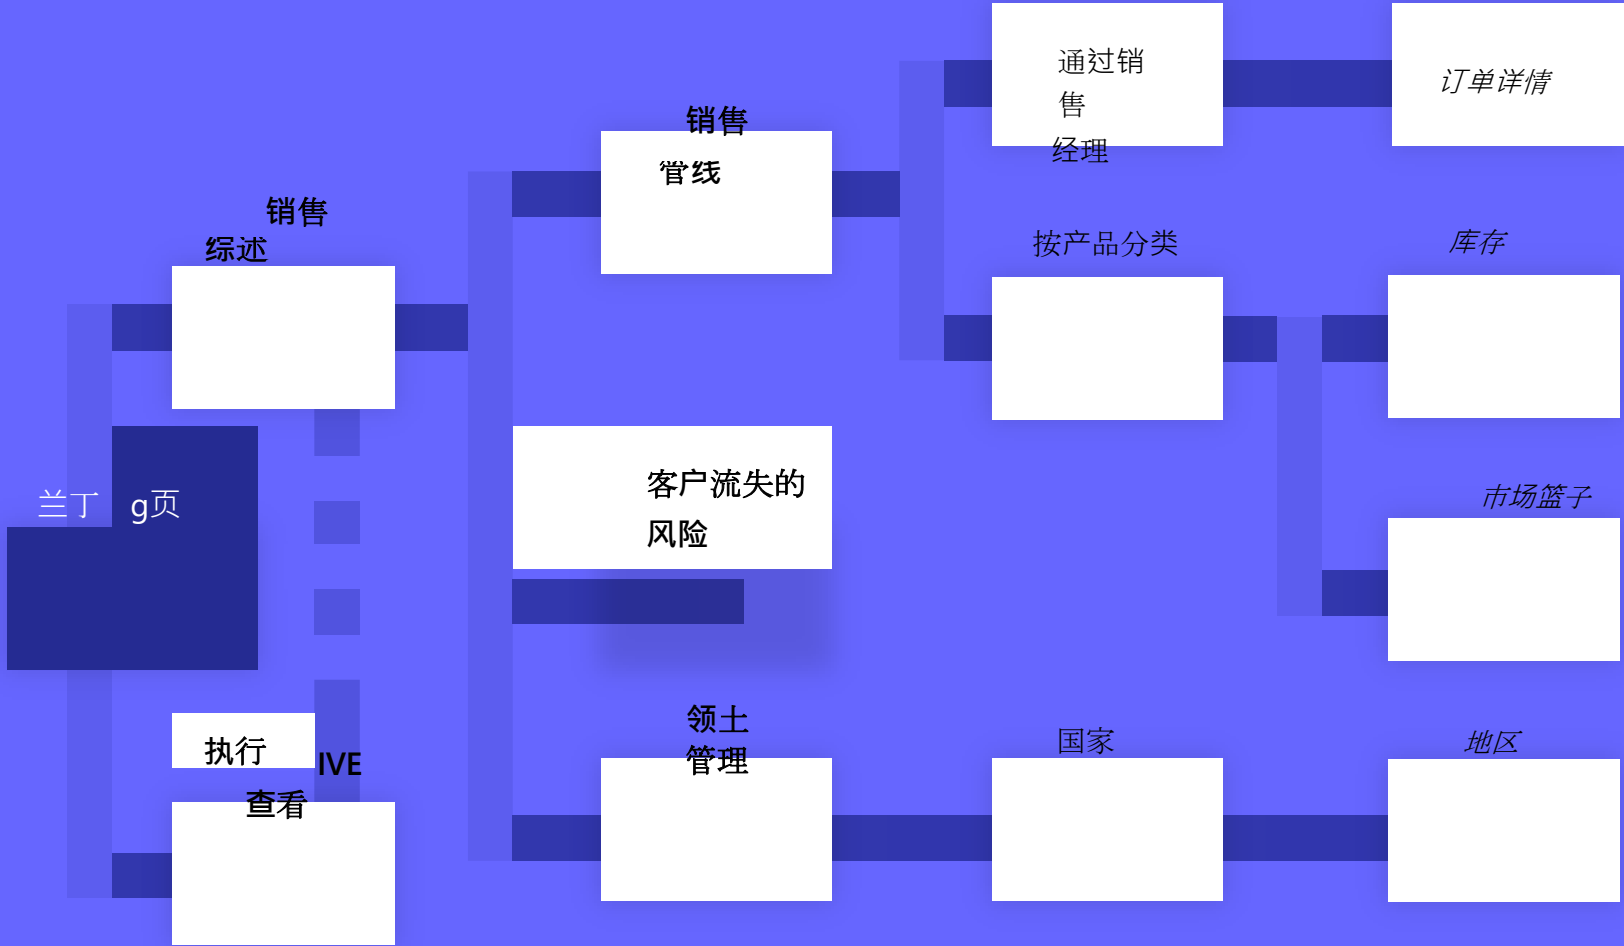 通过销
售
经理
订单详情
销售
管线
销售
综述
按产品分类
库存
客户流失的
风险
兰丁 g页
市场篮子
领土
管理
国家
地区
执行
IVE
查看